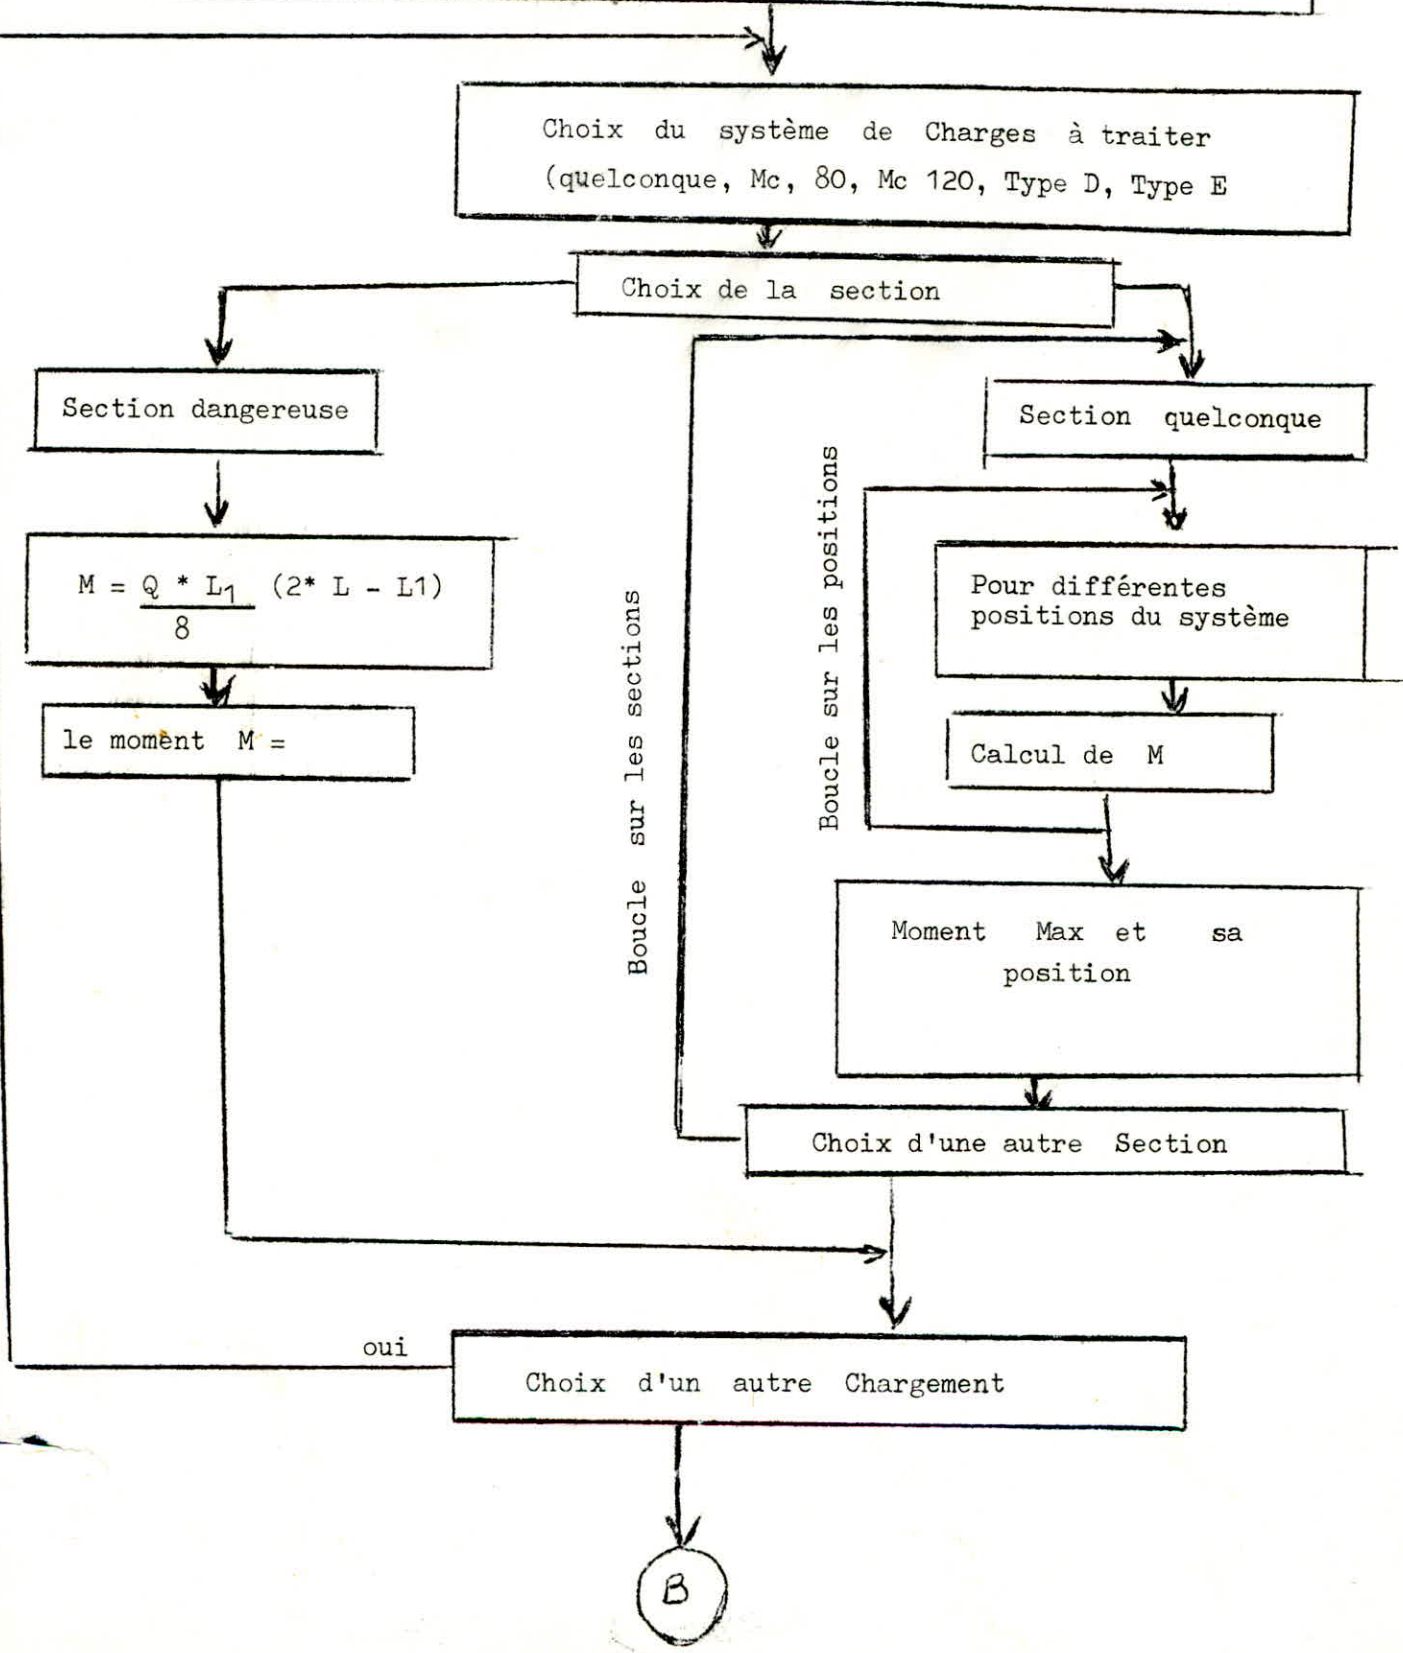 Choix du système de Charges à traiter
(quelconque, Mc, 80, Mc 120, Type D, Type E
Choix de la section
Section dangereuse
Section quelconque
M = Q * L1 (2* L - L1)
8
Pour différentes
positions du système
le moment M =
Calcul de M
Boucle sur les sections
Boucle sur les positions
Moment Max et sa
position
Choix d'une autre Section
oui
Choix d'un autre Chargement
B